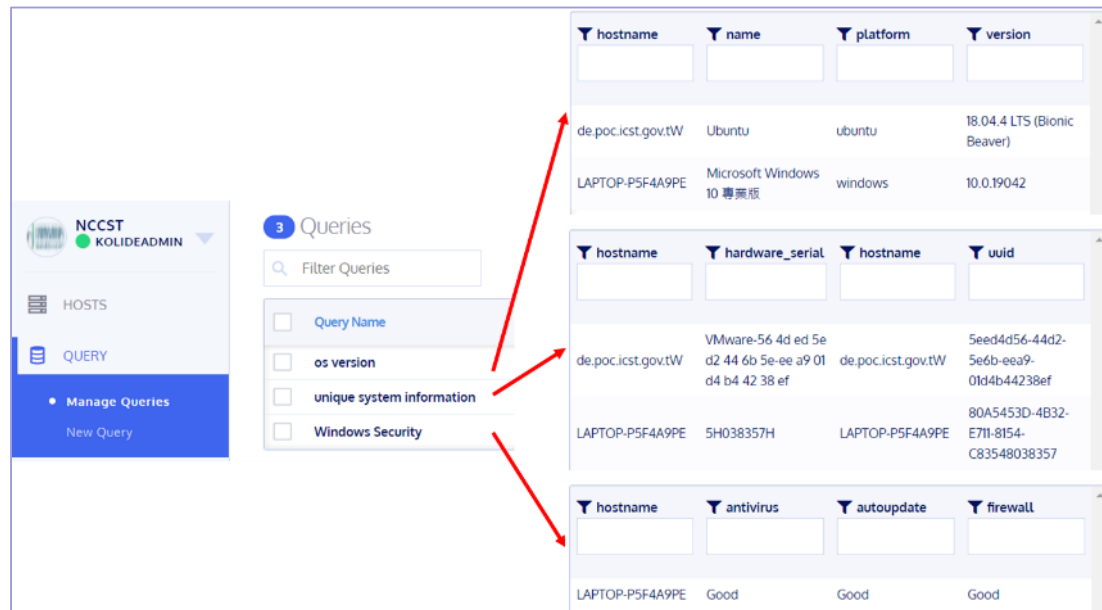 NCCST
KOLIDEADMIN
HOSTS
QUERY
Manage Queries
New Query
3 Queries
Filter Queries
Query Name
os version
unique system information
Windows Security
hostname name platform version
de.poc.icst.gov.tW Ubuntu ubuntu 18.04.4 LTS (Bionic
Beaver)
LAPTOP-P5F4A9PE Microsoft Windows
10 專業版 windows 10.0.19042
hostname hardware_serial hostname uuid
de.poc.icst.gov.tW VMware-56 4d ed 5e
d2 44 6b 5e-ee a9 01
d4 b4 42 38 ef de.poc.icst.gov.tW 5eed4d56-44d2-
5e6b-eea9-
01d4b44238ef
LAPTOP-P5F4A9PE 5H038357H LAPTOP-P5F4A9PE 80A5453D-4B32-
E711-8154-
C83548038357
hostname antivirus autoupdate firewall
LAPTOP-P5F4A9PE Good Good Good